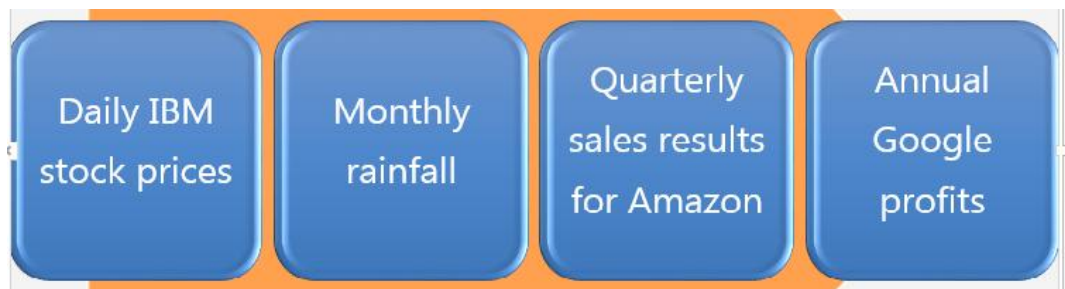 Daily IBM
stock prices
Monthly
rainfall
Quarterly
sales results
for Amazon
Annual
Google
profits